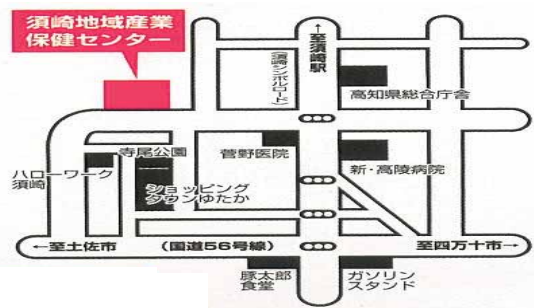 須崎地域産業
保健センター
↑至須崎駅
(須崎シンボルロード)
高知県総合庁舎
寺尾公園
菅野医院
ハローワーク
須崎
新・高陵病院
ショッピング
タウンゆたか
←至土佐市
(国道56号線)
至四万十市→
豚太郎
食堂
ガソリン
スタンド